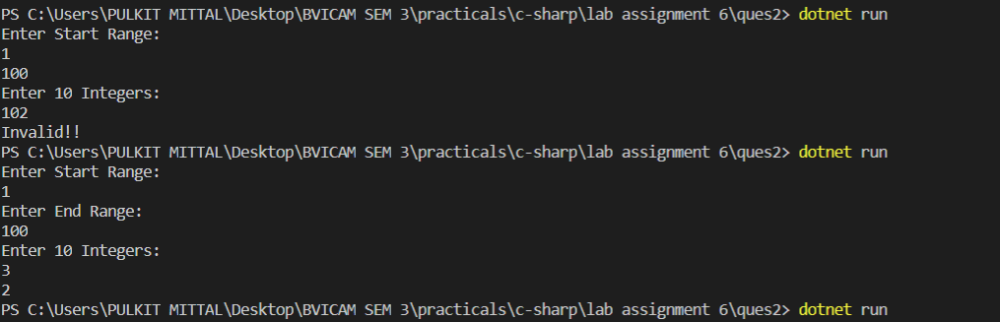 PS C:\Users\PULKIT MITTAL\Desktop\BVICAM SEM 3\practicals\c-sharp\lab assignment 6\ques2> dotnet run
Enter Start Range:
1
100
Enter 10 Integers:
102
Invalid!!
PS C:\Users\PULKIT MITTAL\Desktop\BVICAM SEM 3\practicals\c-sharp\lab assignment 6\ques2> dotnet run
Enter Start Range:
1
Enter End Range:
100
Enter 10 Integers:
3
2
PS C:\Users\PULKIT MITTAL\Desktop\BVICAM SEM 3\practicals\c-sharp\lab assignment 6\ques2> dotnet run